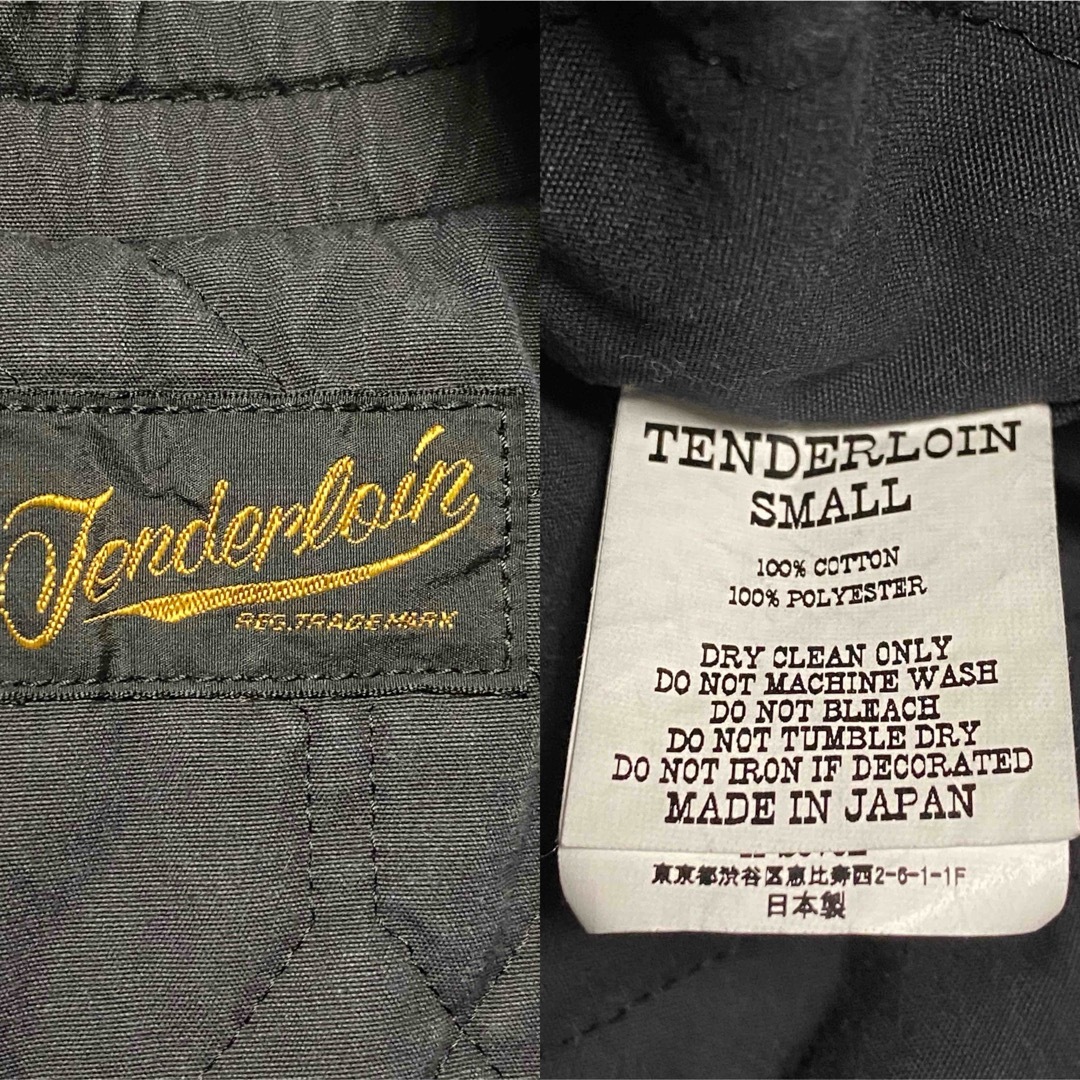 Tenderloin
REG. TRADEMARK
TENDERLOIN
SMALL
100% COTTON
100% POLYESTER
DRY CLEAN ONLY
DO NOT MACHINE WASH
DO NOT BLEACH
DO NOT TUMBLE DRY
DO NOT IRON IF DECORATED
MADE IN JAPAN
東京都渋谷区恵比寿西2-6-1-1F
日本製